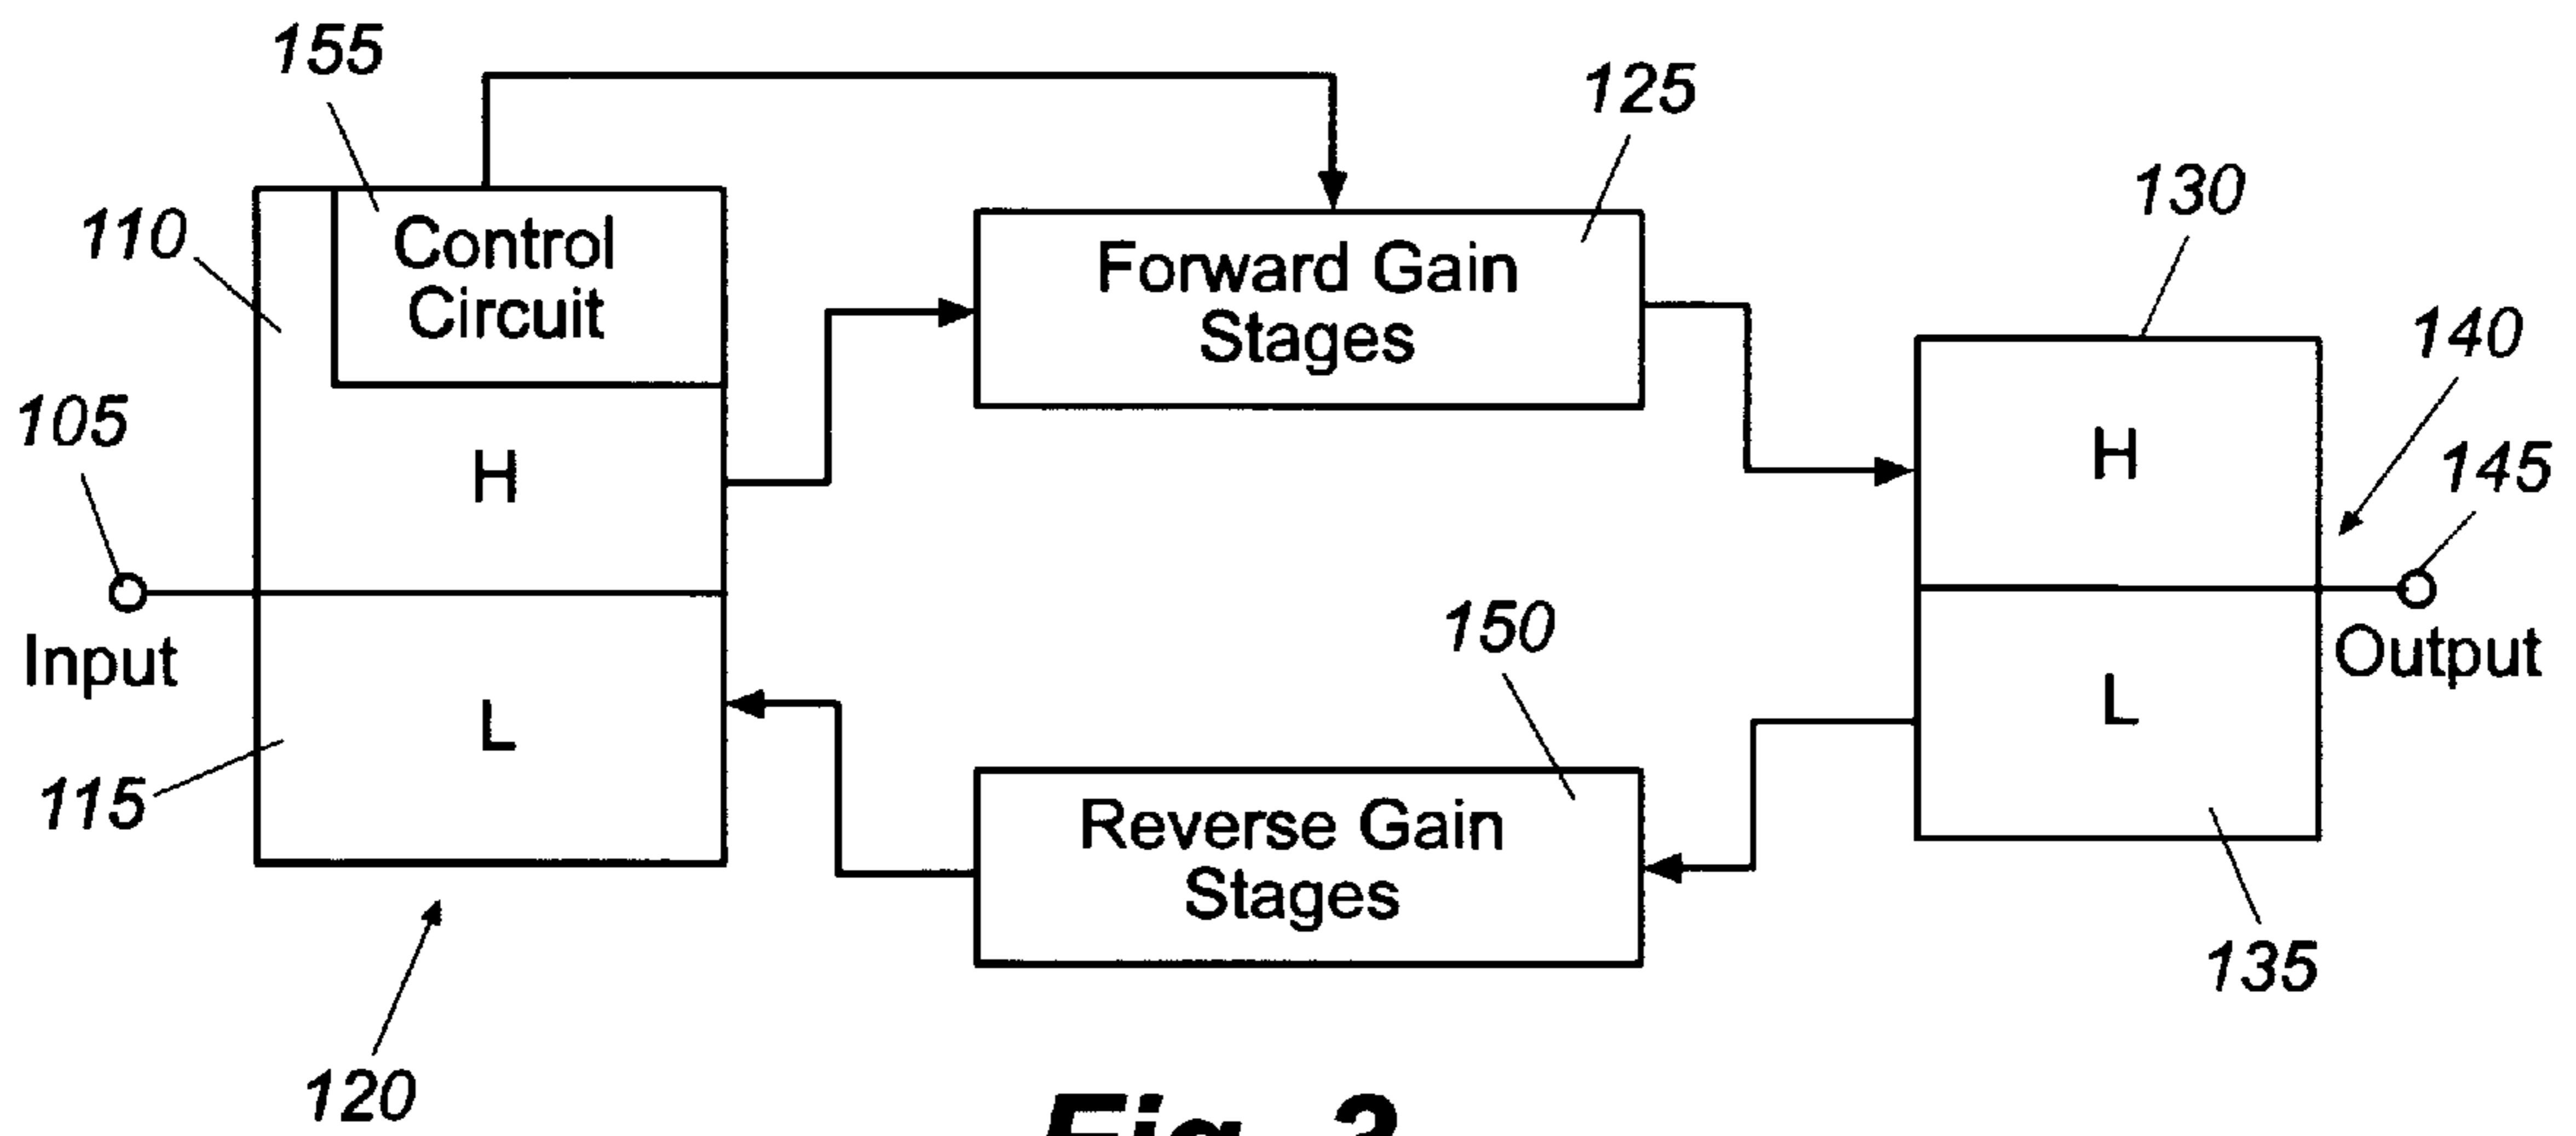 155
125
130
110
Control
Circuit
Forward Gain
Stages
140
105
H
H
145
Input
150
Output
L
L
115
Reverse Gain
Stages
135
120